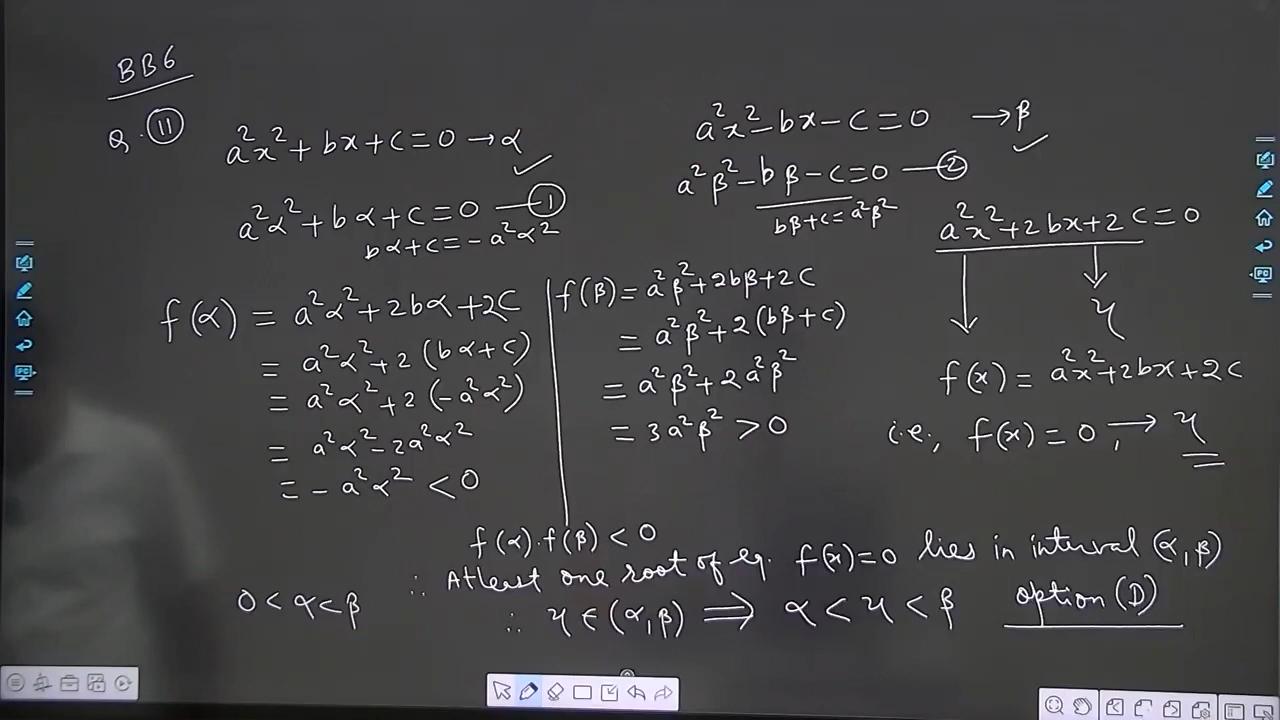 BB6
Q. (11)
a²x² + bx + c = 0 → α ✓
a²α² + bα + c = 0 — (1)
bα + c = - a²α²
a²x² - bx - c = 0 → β ✓
a²β² - bβ - c = 0 — (2)
bβ + c = a²β²
a²x² + 2bx + 2c = 0
γ
f(x) = a²x² + 2bx + 2c
i.e., f(x) = 0, → γ
f(α) = a²α² + 2bα + 2c
= a²α² + 2(bα + c)
= a²α² + 2(-a²α²)
= a²α² - 2a²α²
= - a²α² < 0
f(β) = a²β² + 2bβ + 2c
= a²β² + 2(bβ + c)
= a²β² + 2a²β²
= 3a²β² > 0
f(α).f(β) < 0
0 < α < β
∴ Atleast one root of eq. f(x) = 0 lies in interval (α, β)
∴ γ ∈ (α, β) ⟹ α < γ < β option (D)
PC
PC